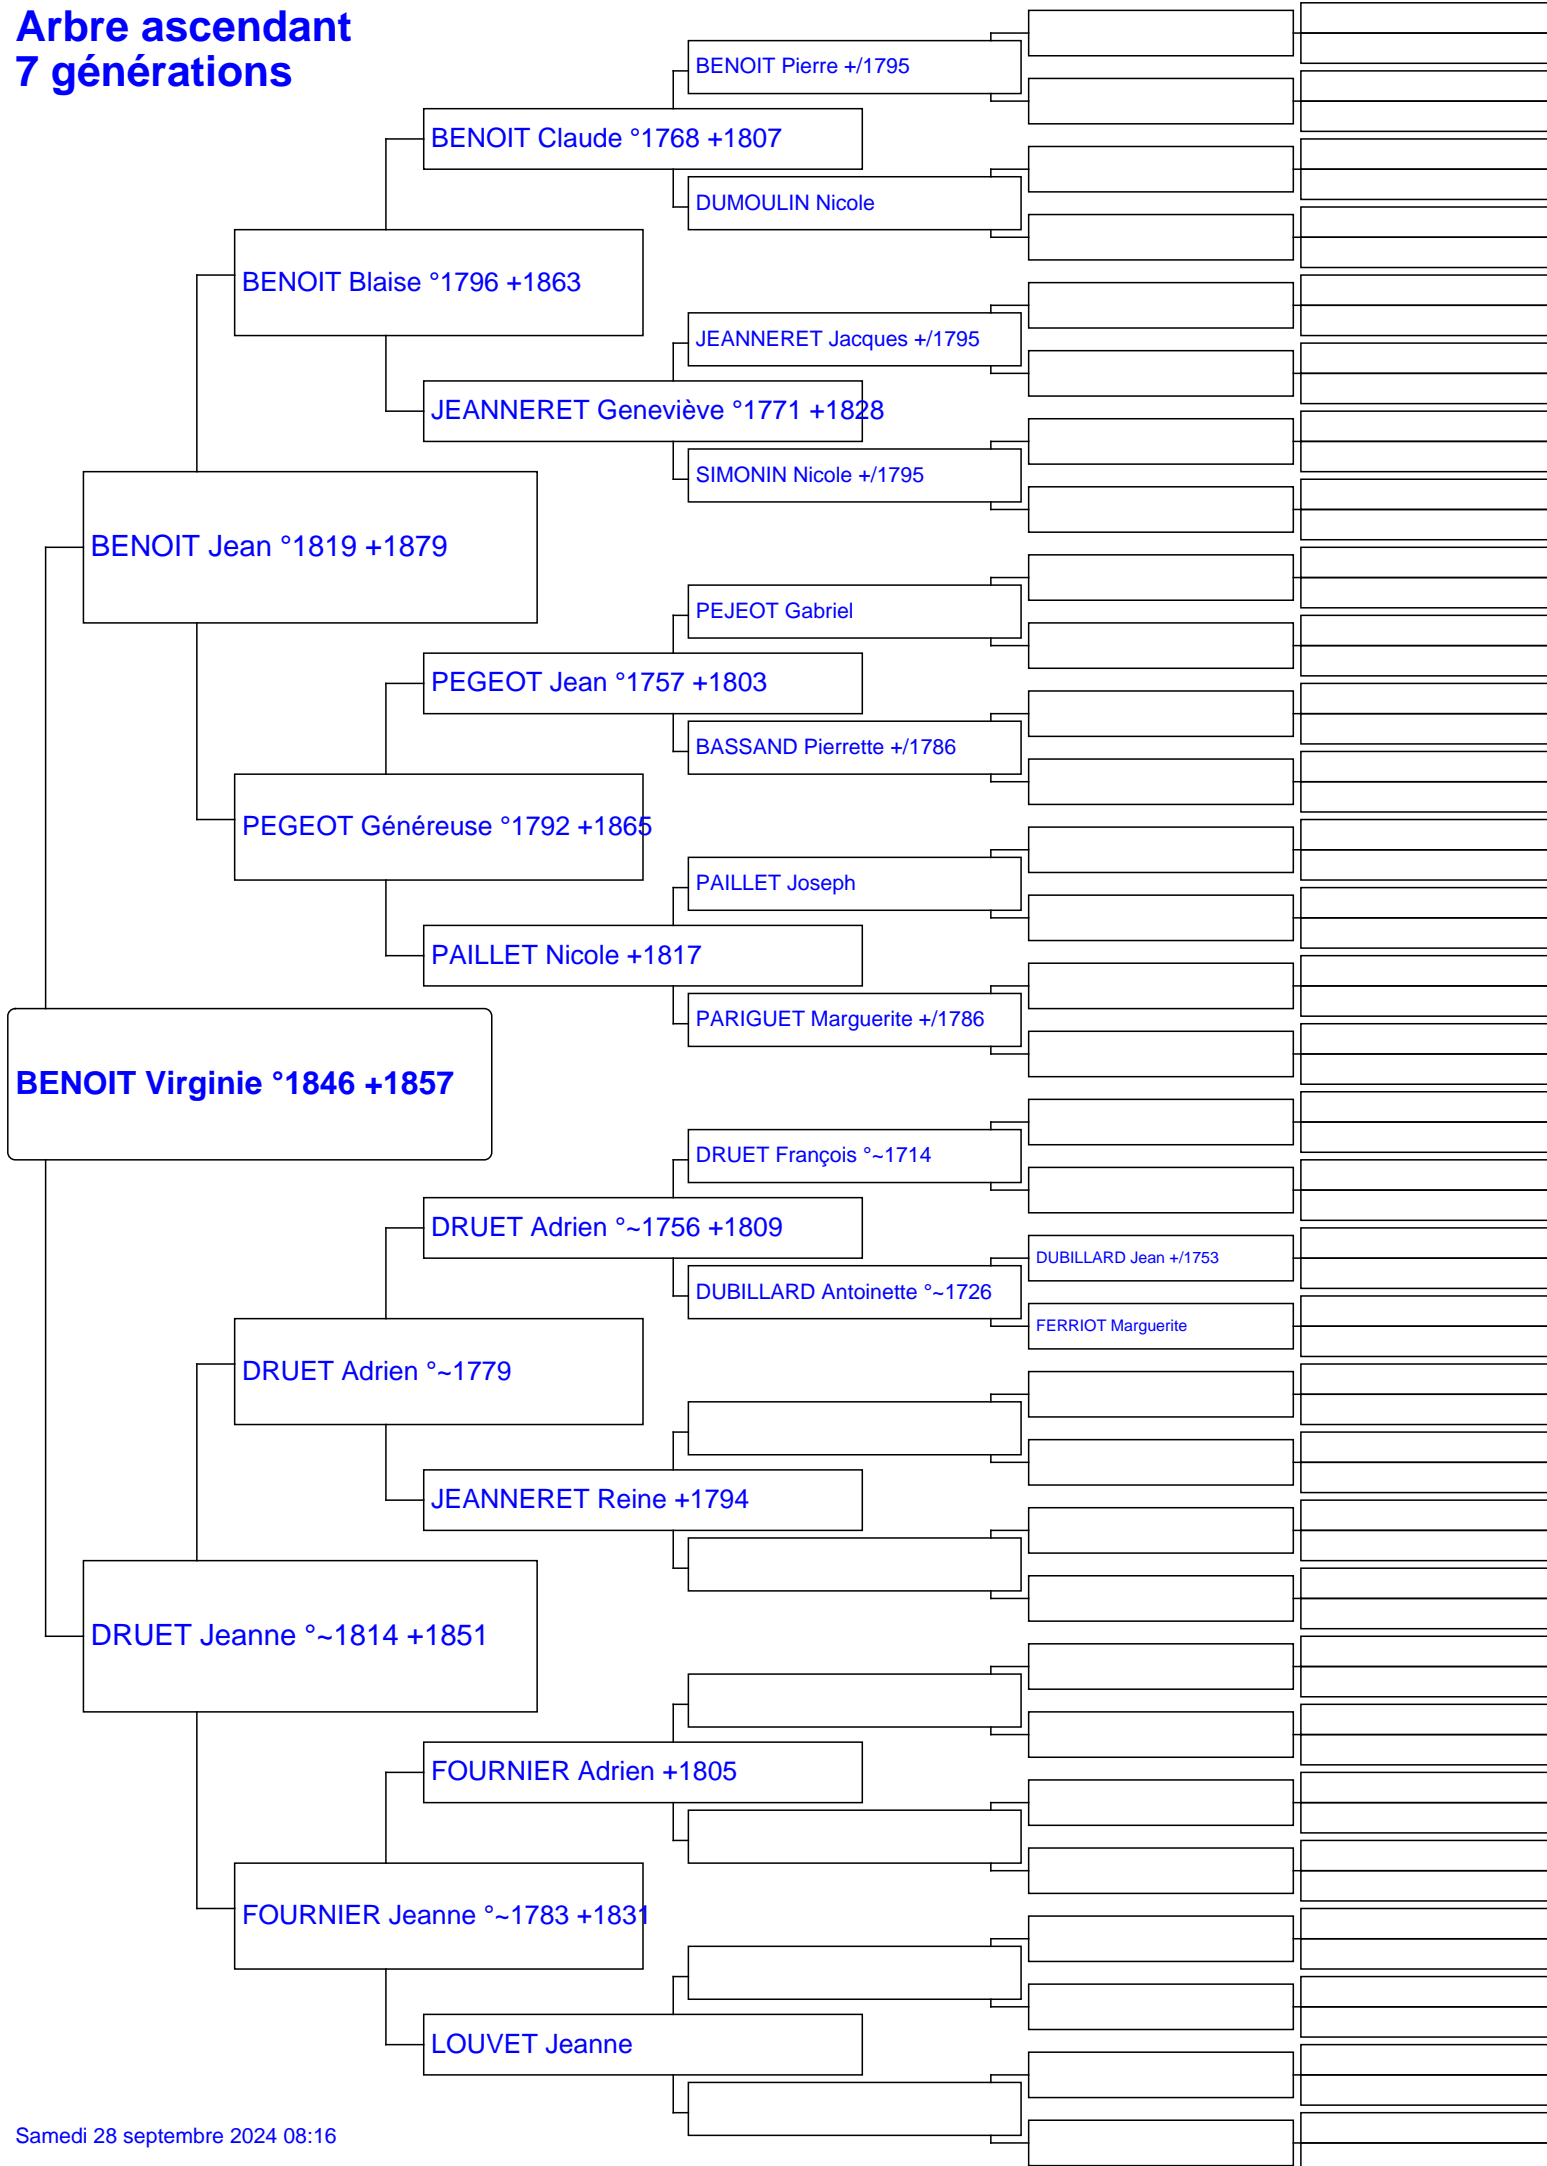 Arbre ascendant
7 générations
BENOIT Pierre +/1795
BENOIT Claude °1768 +1807
DUMOULIN Nicole
BENOIT Blaise °1796 +1863
JEANNERET Jacques +/1795
JEANNERET Geneviève °1771 +1828
SIMONIN Nicole +/1795
BENOIT Jean °1819 +1879
PEJEOT Gabriel
PEGEOT Jean °1757 +1803
BASSAND Pierrette +/1786
PEGEOT Généreuse °1792 +1865
PAILLET Joseph
PAILLET Nicole +1817
PARIGUET Marguerite +/1786
BENOIT Virginie °1846 +1857
DRUET François °~1714
DRUET Adrien °~1756 +1809
DUBILLARD Jean +/1753
DUBILLARD Antoinette °~1726
FERRIOT Marguerite
DRUET Adrien °~1779
JEANNERET Reine +1794
DRUET Jeanne °~1814 +1851
FOURNIER Adrien +1805
FOURNIER Jeanne °~1783 +1831
LOUVET Jeanne
Samedi 28 septembre 2024 08:16